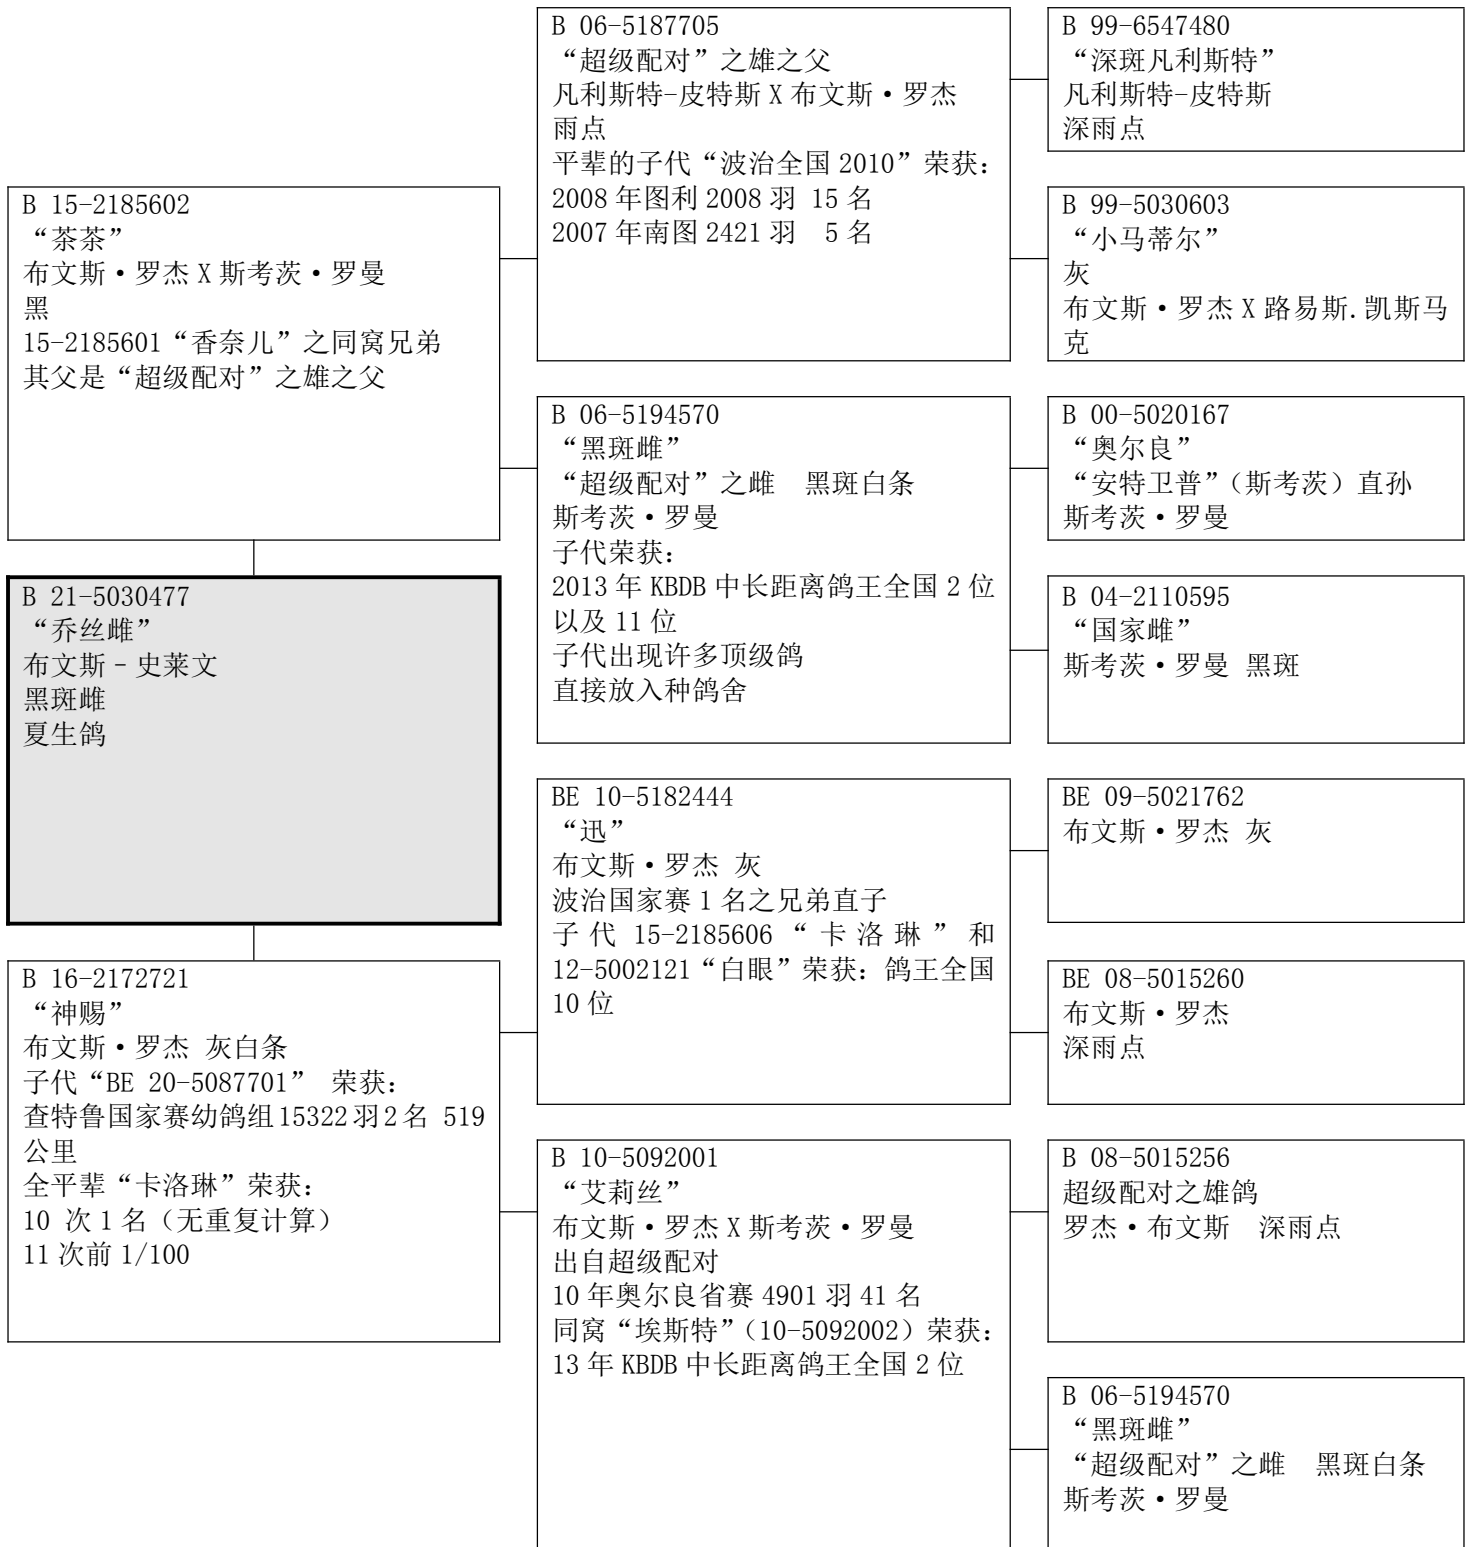 B 15-2185602
“茶茶”
布文斯·罗杰 X 斯考茨·罗曼
黑
15-2185601“香奈儿”之同窝兄弟
其父是“超级配对”之雄之父
B 21-5030477
“乔丝雌”
布文斯–史莱文
黑斑雌
夏生鸽
B 16-2172721
“神赐”
布文斯·罗杰 灰白条
子代“BE 20-5087701” 荣获：
查特鲁国家赛幼鸽组15322羽2名 519
公里
全平辈“卡洛琳”荣获：
10 次 1 名（无重复计算）
11 次前 1/100
B 06-5187705
“超级配对”之雄之父
凡利斯特-皮特斯 X 布文斯·罗杰
雨点
平辈的子代“波治全国 2010”荣获：
2008 年图利 2008 羽 15 名
2007 年南图 2421 羽 5 名
B 06-5194570
“黑斑雌”
“超级配对”之雌 黑斑白条
斯考茨·罗曼
子代荣获：
2013 年 KBDB 中长距离鸽王全国 2 位
以及 11 位
子代出现许多顶级鸽
直接放入种鸽舍
BE 10-5182444
“迅”
布文斯·罗杰 灰
波治国家赛 1 名之兄弟直子
子代 15-2185606 “卡洛琳”和
12-5002121“白眼”荣获：鸽王全国
10 位
B 10-5092001
“艾莉丝”
布文斯·罗杰 X 斯考茨·罗曼
出自超级配对
10 年奥尔良省赛 4901 羽 41 名
同窝“埃斯特”（10-5092002）荣获：
13 年 KBDB 中长距离鸽王全国 2 位
B 99-6547480
“深斑凡利斯特”
凡利斯特-皮特斯
深雨点
B 99-5030603
“小马蒂尔”
灰
布文斯·罗杰 X 路易斯.凯斯马
克
B 00-5020167
“奥尔良”
“安特卫普”（斯考茨）直孙
斯考茨·罗曼
B 04-2110595
“国家雌”
斯考茨·罗曼 黑斑
BE 09-5021762
布文斯·罗杰 灰
BE 08-5015260
布文斯·罗杰
深雨点
B 08-5015256
超级配对之雄鸽
罗杰·布文斯 深雨点
B 06-5194570
“黑斑雌”
“超级配对”之雌 黑斑白条
斯考茨·罗曼